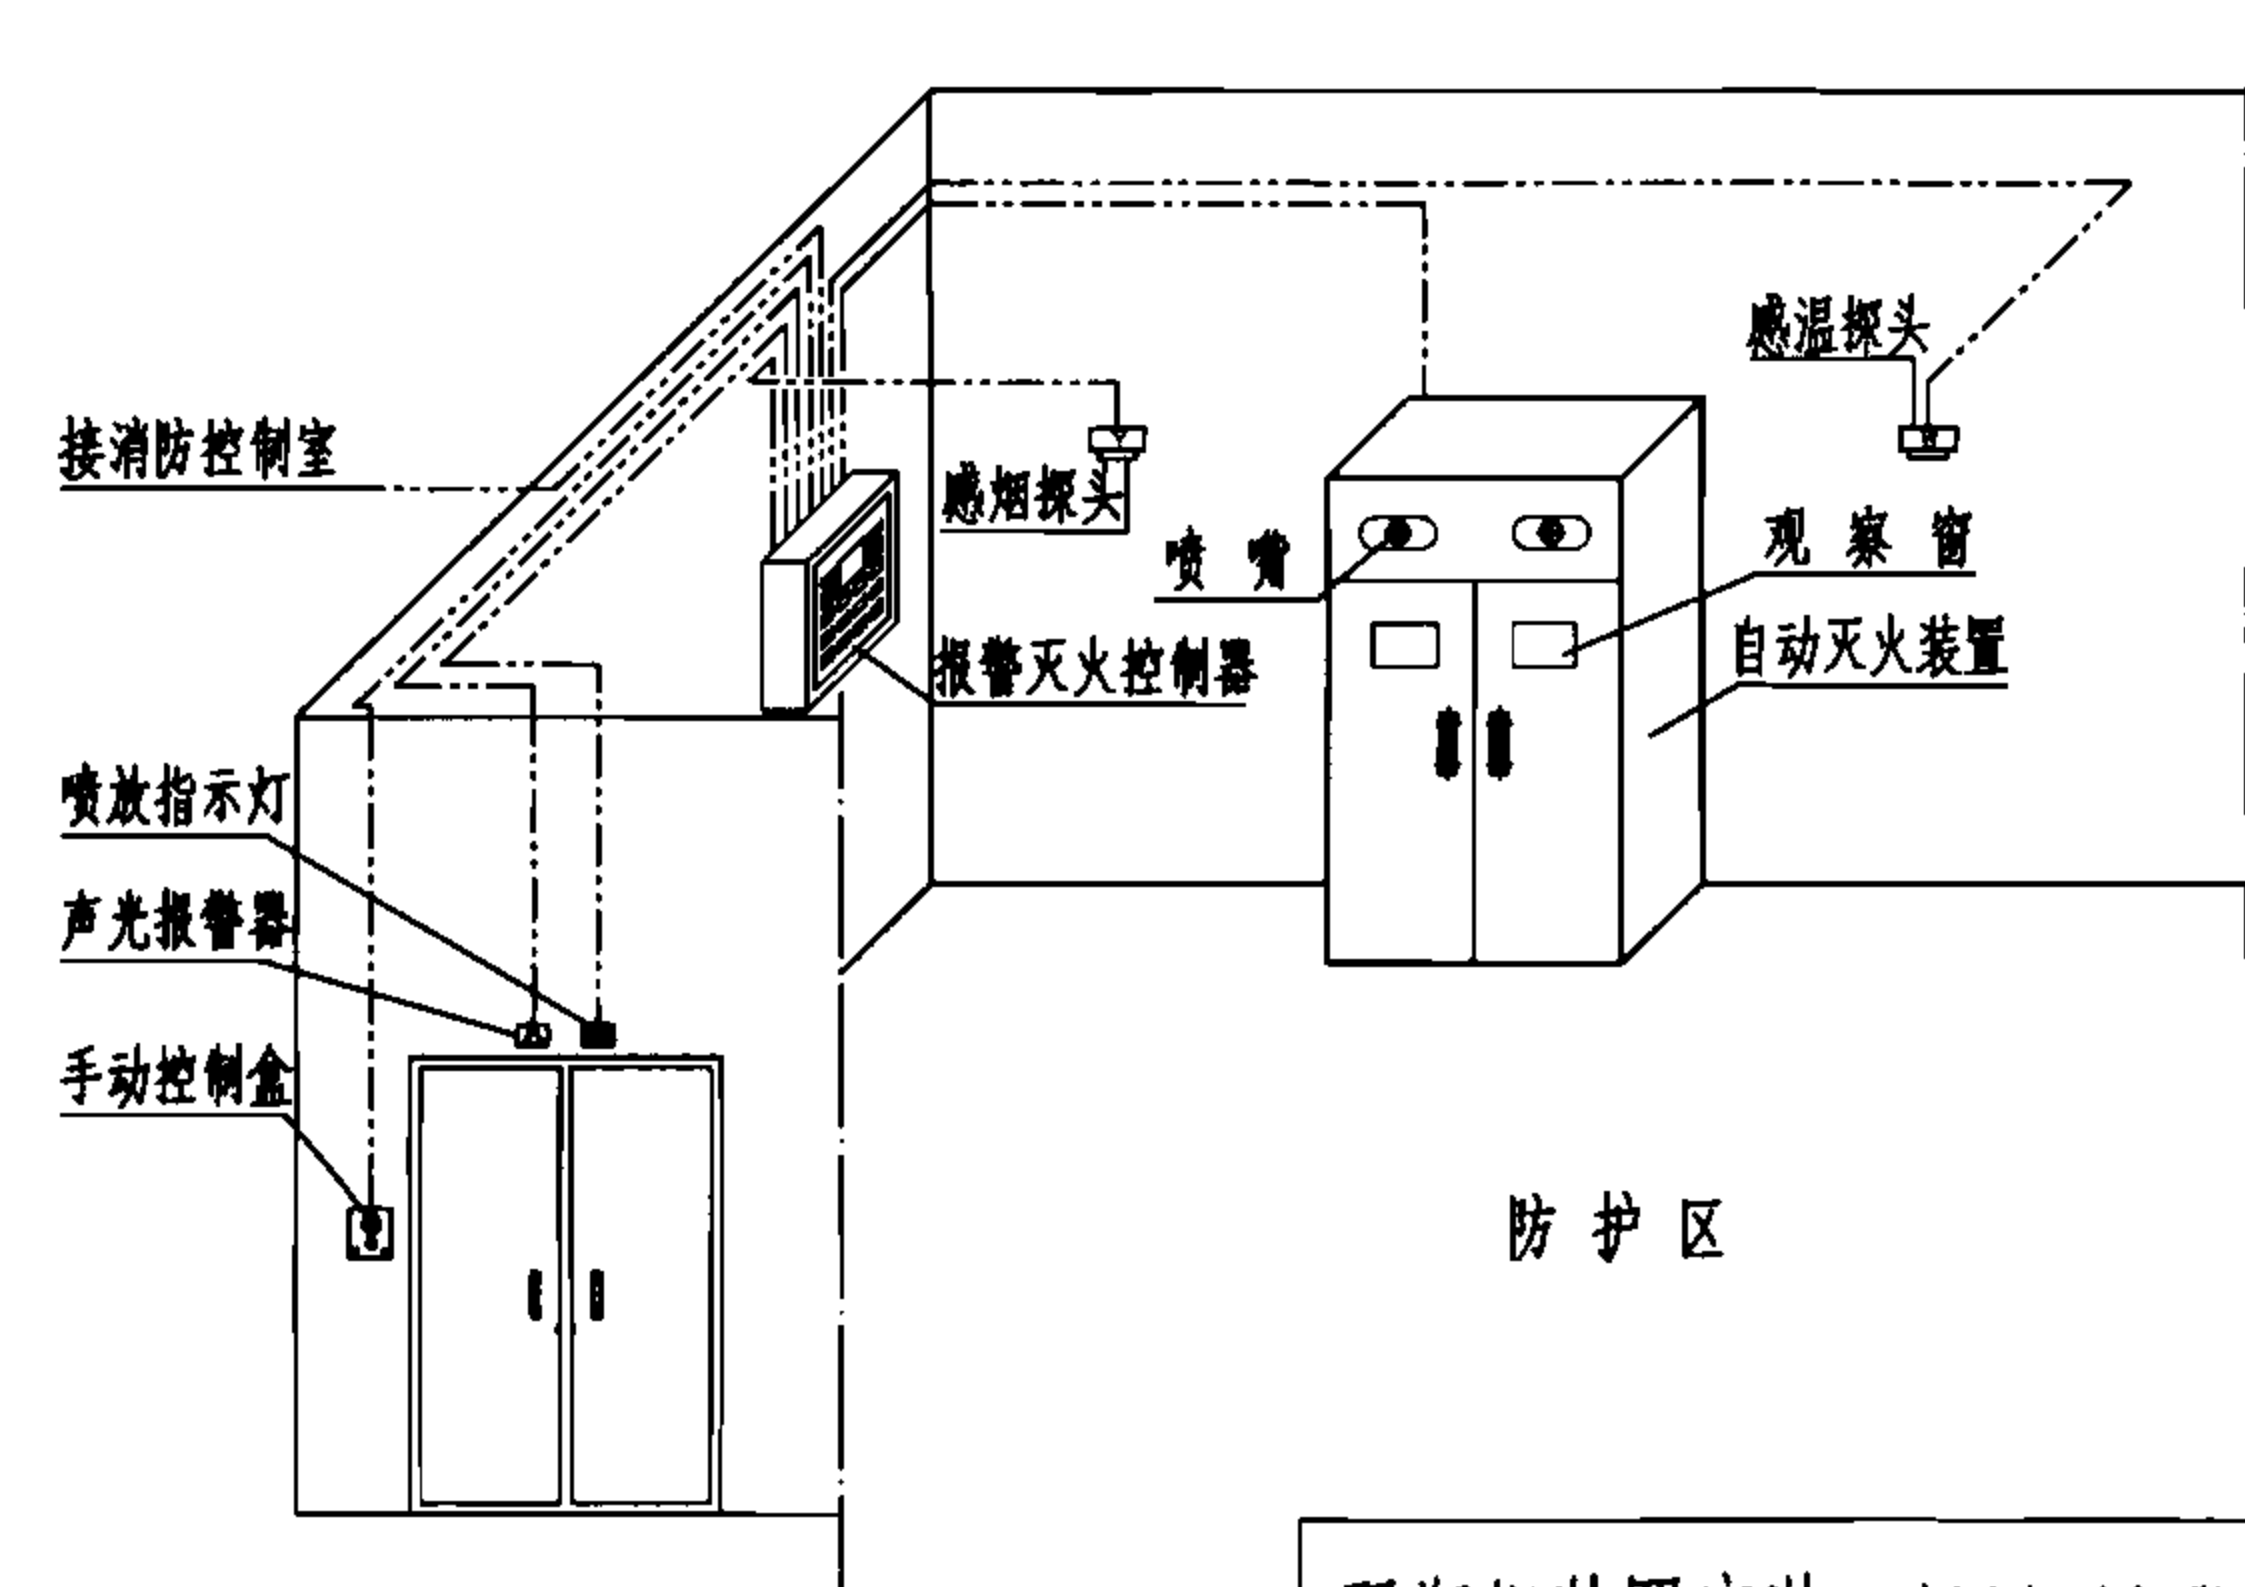 感温探头
接消防控制室
感烟探头
喷嘴
观察窗
自动灭火装置
报警灭火控制器
喷放指示灯
声光报警器
手动控制盒
防护区